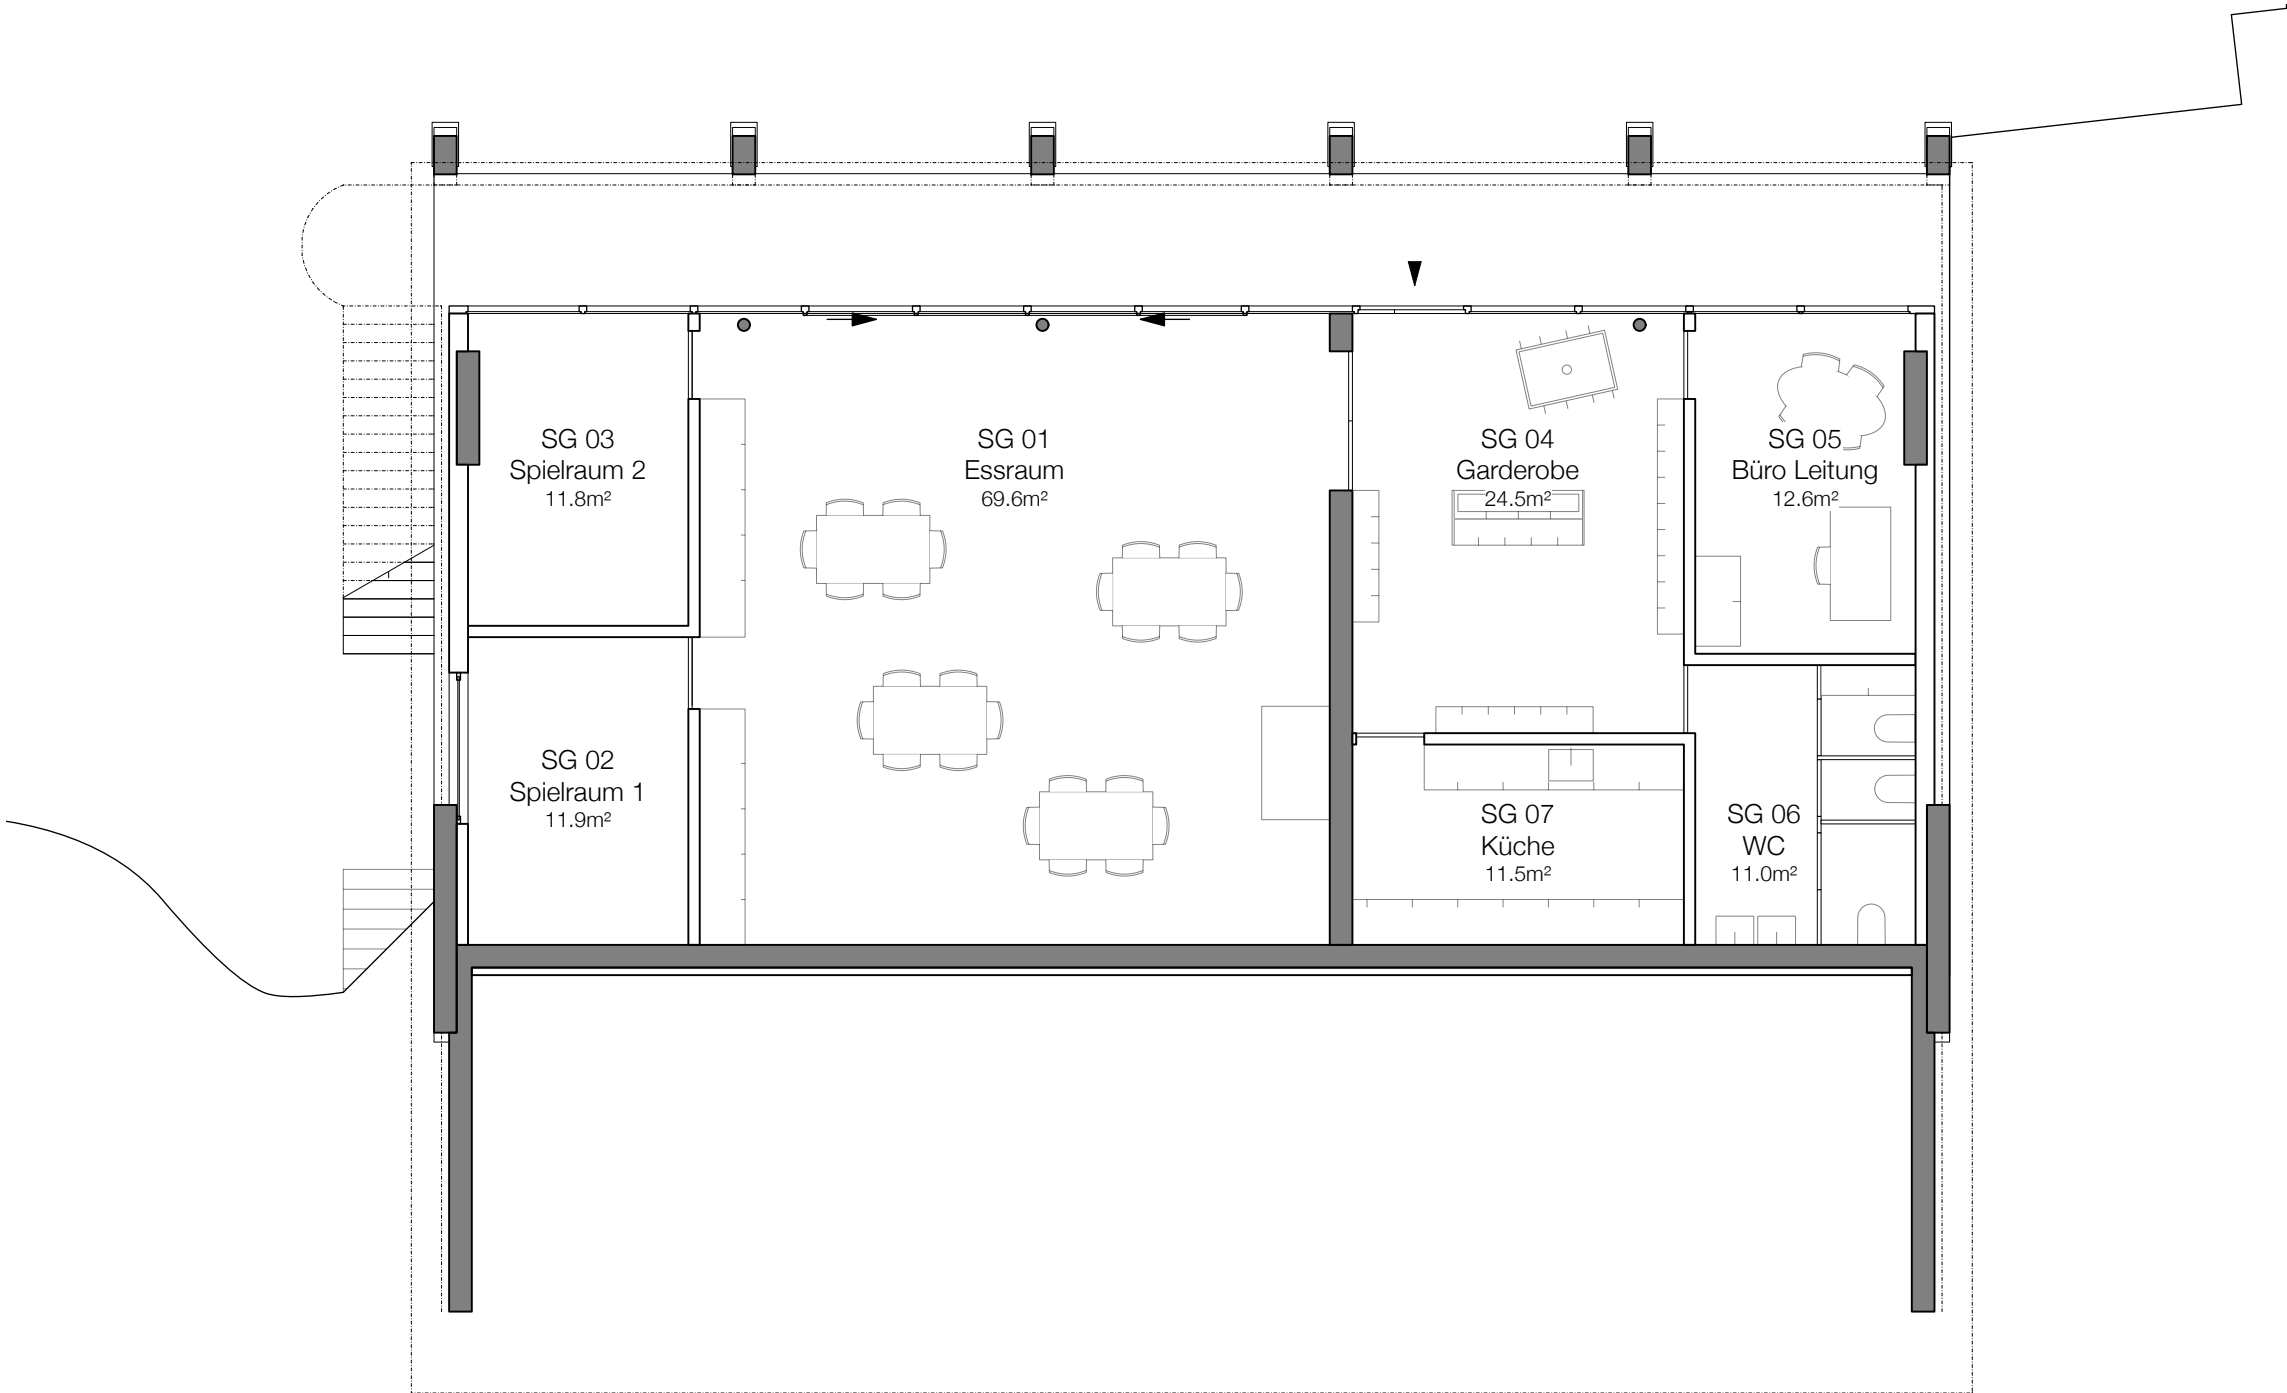 SG 03
Spielraum 2
11.8m²
SG 01
Essraum
69.6m²
SG 04
Garderobe
24.5m²
SG 05
Büro Leitung
12.6m²
SG 02
Spielraum 1
11.9m²
SG 07
Küche
11.5m²
SG 06
WC
11.0m²